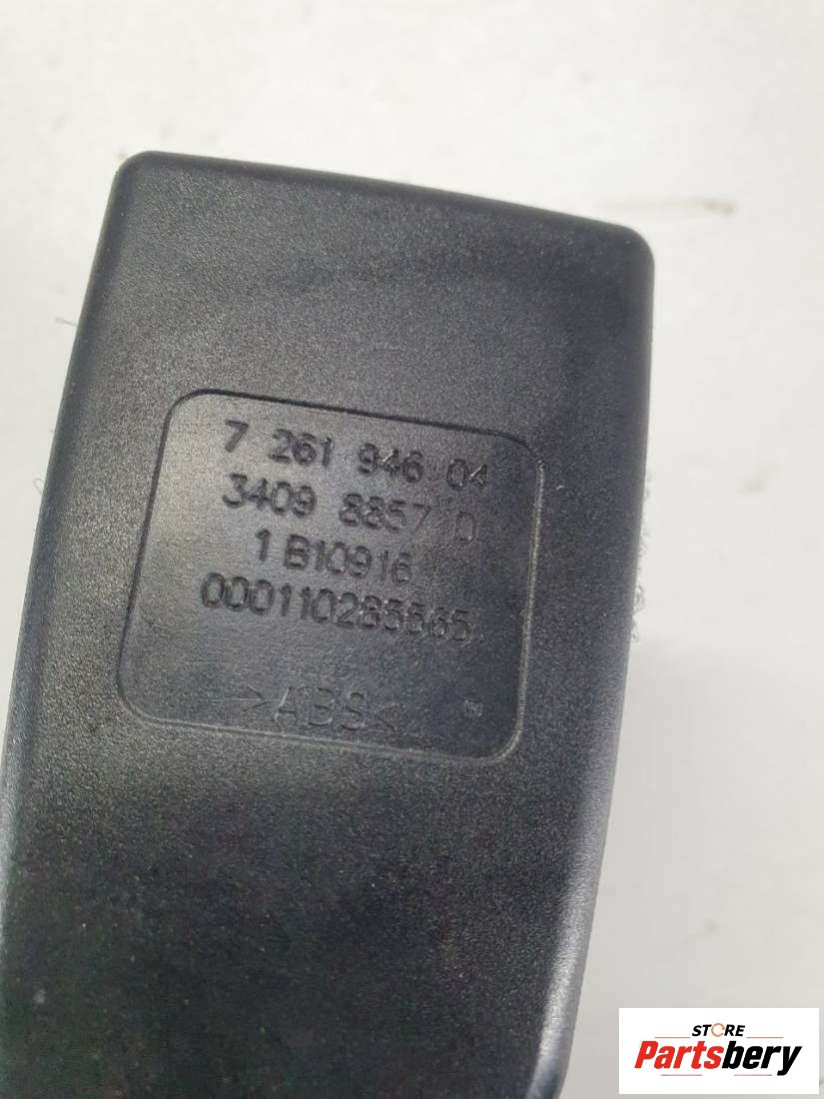 7 261 946 04
3409 8857 D
1 B10916
000110285565
>ABS<
STORE
Partsbery